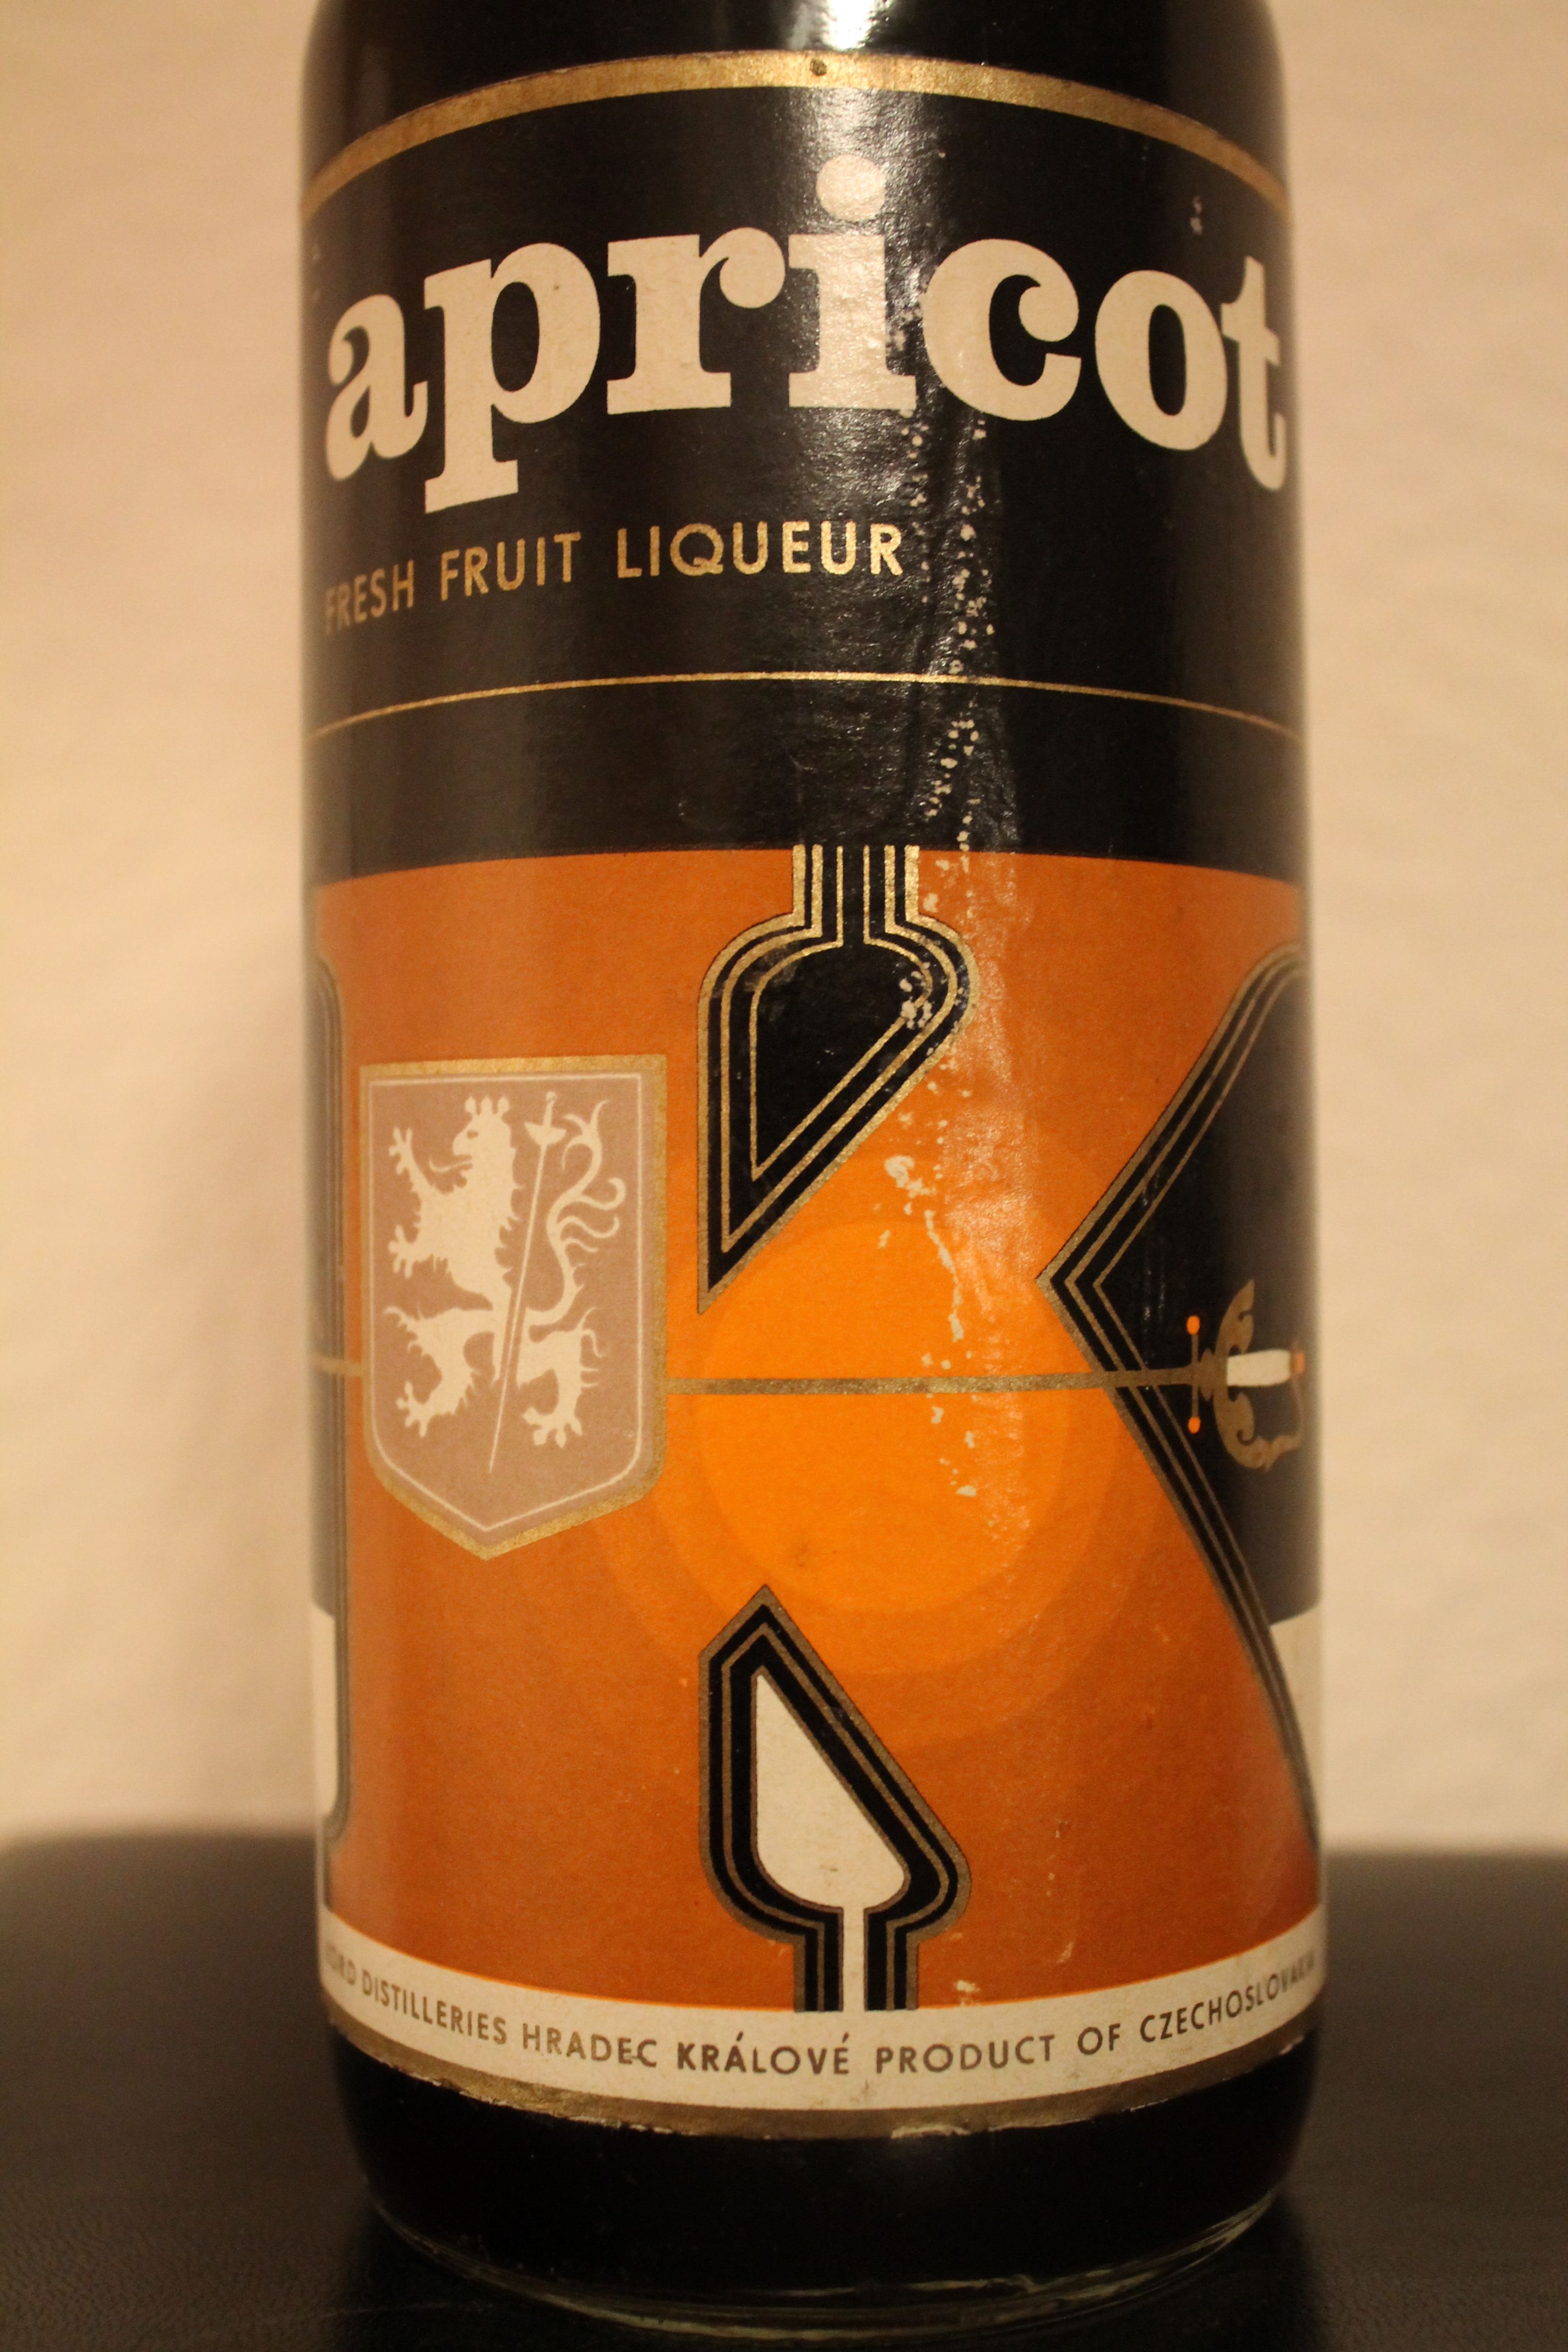 apricot
FRESH FRUIT LIQUEUR
DISTILLERIES HRADEC KRÁLOVÉ PRODUCT OF CZECHOSLOVAKIA